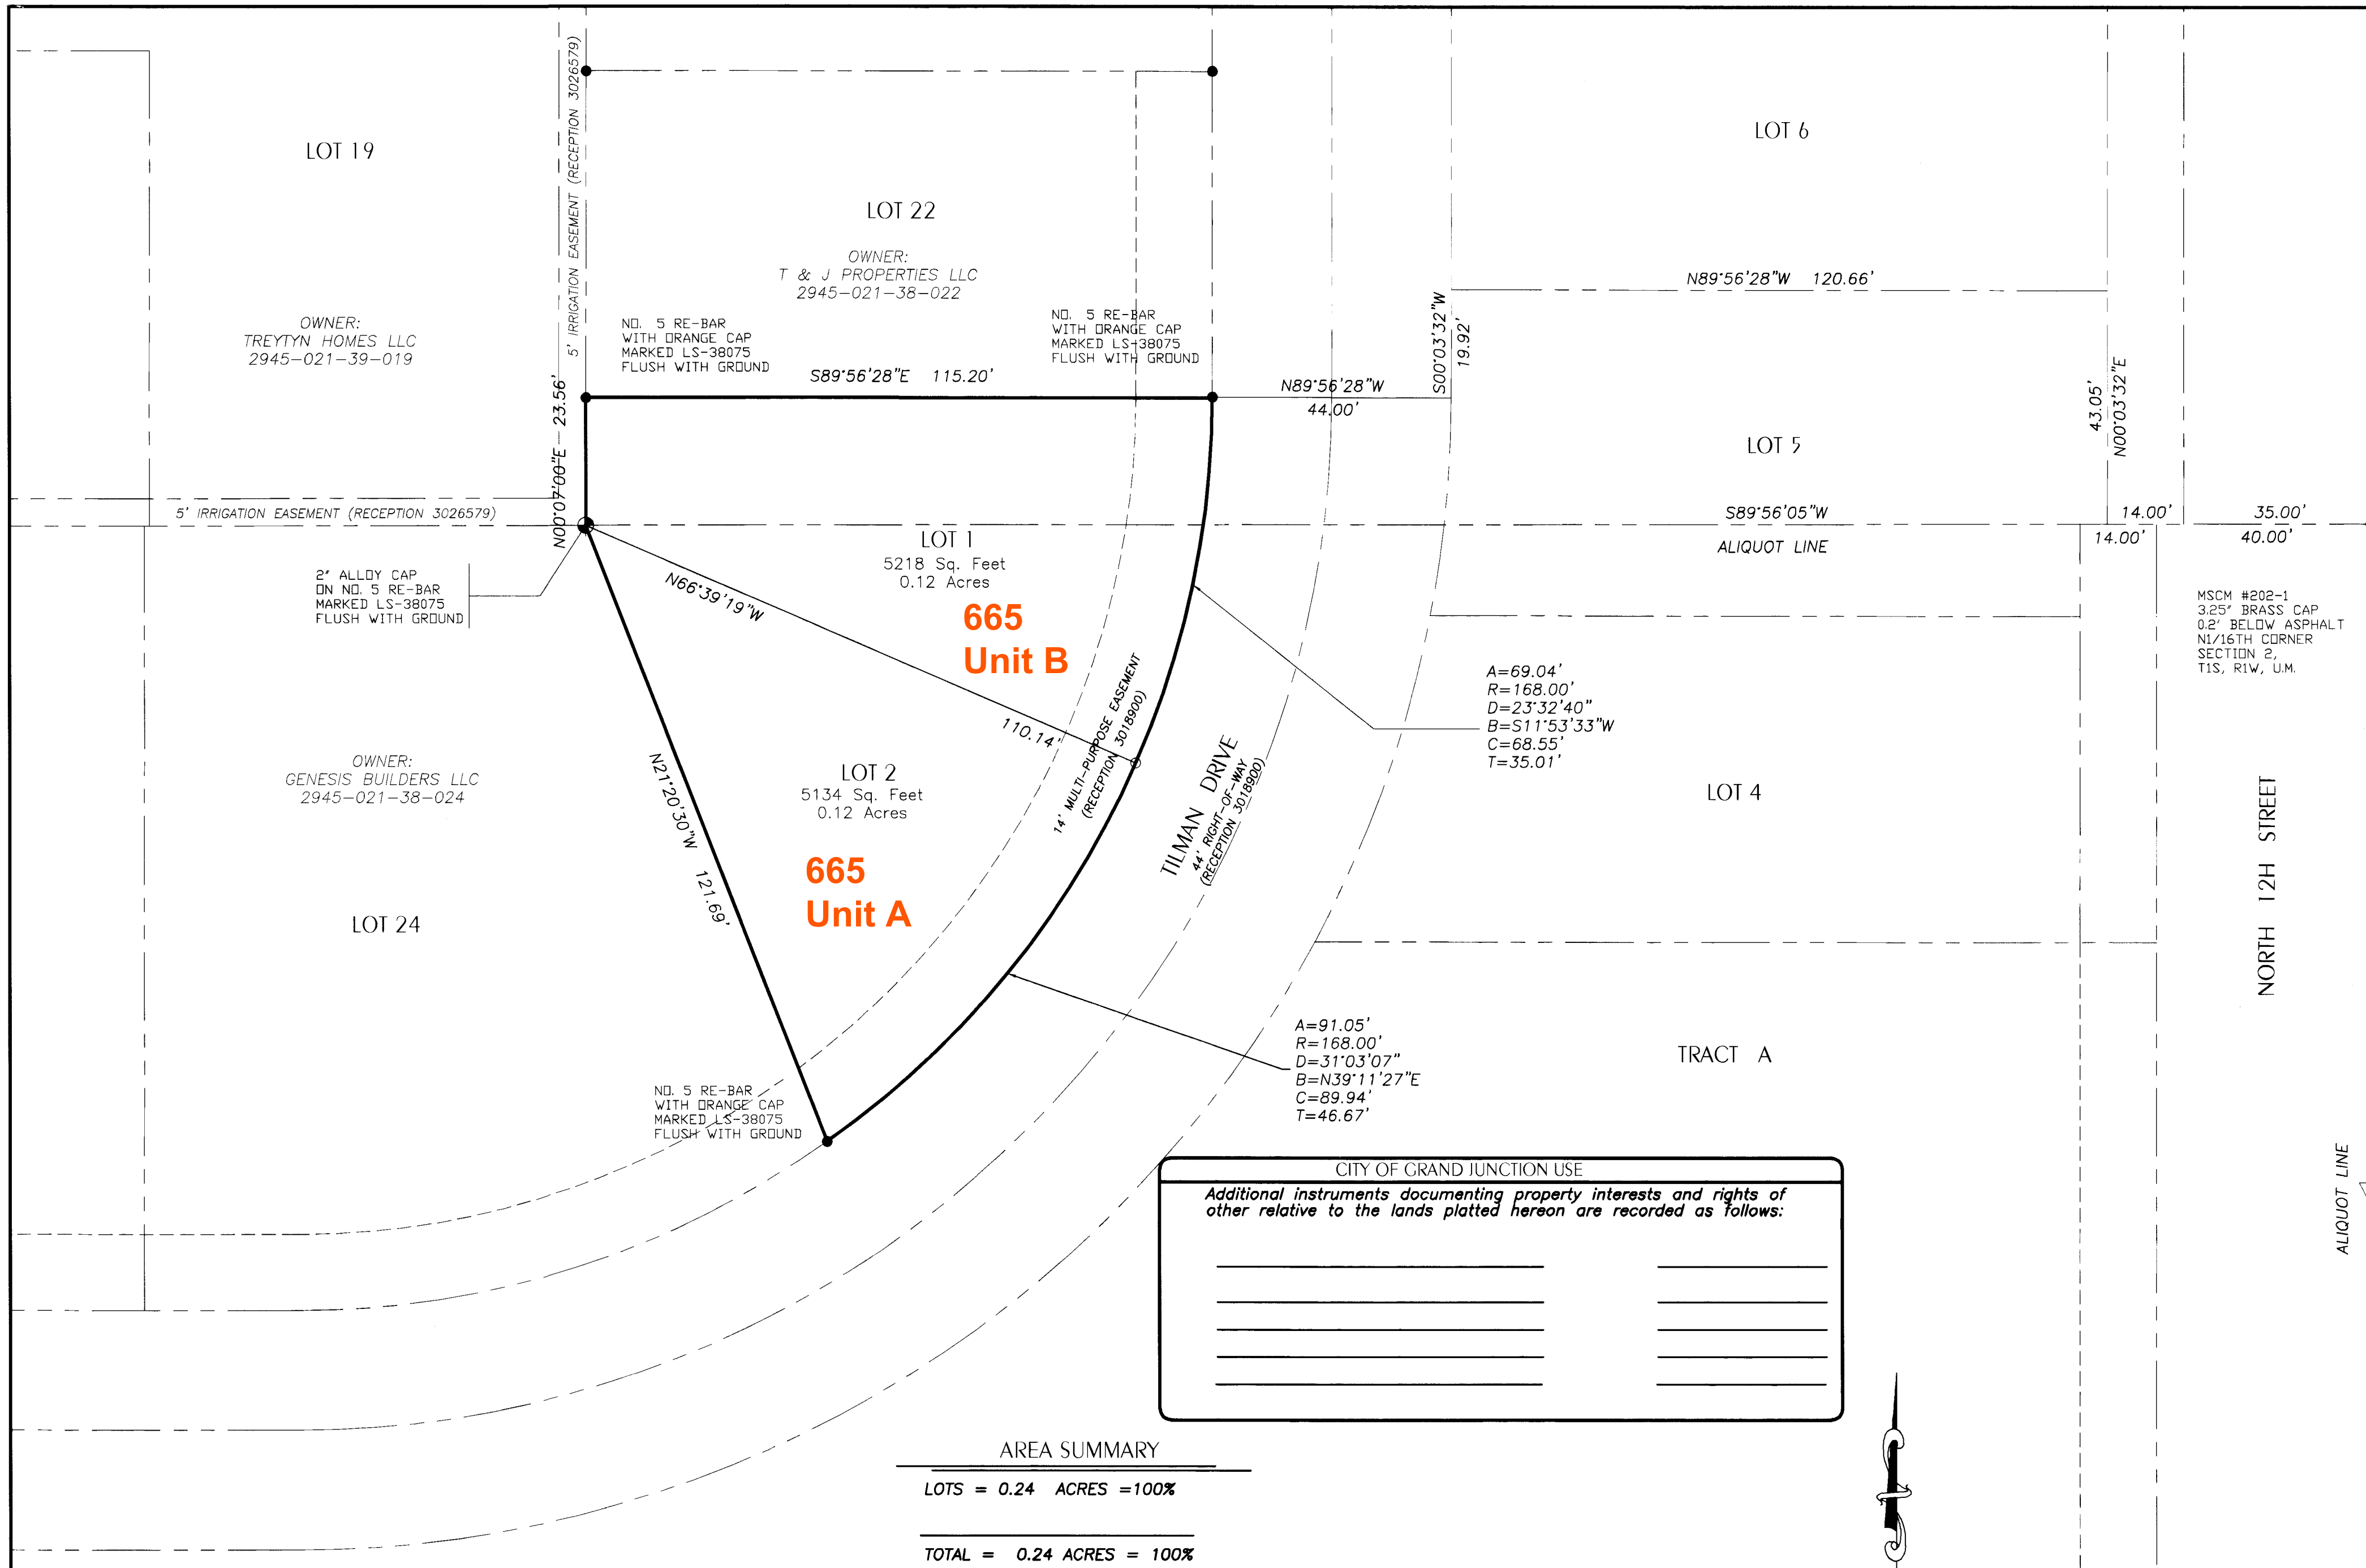 LOT 19
OWNER:
TREYTYN HOMES LLC
2945-021-39-019
5' IRRIGATION EASEMENT (RECEPTION 3026579)
LOT 22
OWNER:
T & J PROPERTIES LLC
2945-021-38-022
NO. 5 RE-BAR
WITH ORANGE CAP
MARKED LS-38075
FLUSH WITH GROUND
NO. 5 RE-BAR
WITH ORANGE CAP
MARKED LS-38075
FLUSH WITH GROUND
S89°56'28"E 115.20'
N89°56'28"W
44.00'
S00°03'32"W
19.92'
LOT 6
N89°56'28"W 120.66'
LOT 5
43.05'
N00°03'32"E
S89°56'05"W
ALIQUOT LINE
14.00'
35.00'
14.00'
40.00'
N00°07'00"E 23.56'
5' IRRIGATION EASEMENT (RECEPTION 3026579)
2" ALLOY CAP
ON NO. 5 RE-BAR
MARKED LS-38075
FLUSH WITH GROUND
LOT 1
5218 Sq. Feet
0.12 Acres
665
Unit B
N66°39'19"W
110.14'
14' MULTI-PURPOSE EASEMENT
(RECEPTION 3018900)
MSCM #202-1
3.25" BRASS CAP
0.2' BELOW ASPHALT
N1/16TH CORNER
SECTION 2,
T1S, R1W, U.M.
A=69.04'
R=168.00'
D=23°32'40"
B=S11°53'33"W
C=68.55'
T=35.01'
OWNER:
GENESIS BUILDERS LLC
2945-021-38-024
LOT 24
N21°20'30"W 121.69'
LOT 2
5134 Sq. Feet
0.12 Acres
665
Unit A
TILMAN DRIVE
44' RIGHT-OF-WAY
(RECEPTION 3018900)
LOT 4
NORTH 12H STREET
A=91.05'
R=168.00'
D=31°03'07"
B=N39°11'27"E
C=89.94'
T=46.67'
TRACT A
NO. 5 RE-BAR
WITH ORANGE CAP
MARKED LS-38075
FLUSH WITH GROUND
ALIQUOT LINE
CITY OF GRAND JUNCTION USE
Additional instruments documenting property interests and rights of
other relative to the lands platted hereon are recorded as follows:
AREA SUMMARY
LOTS = 0.24 ACRES =100%
TOTAL = 0.24 ACRES = 100%